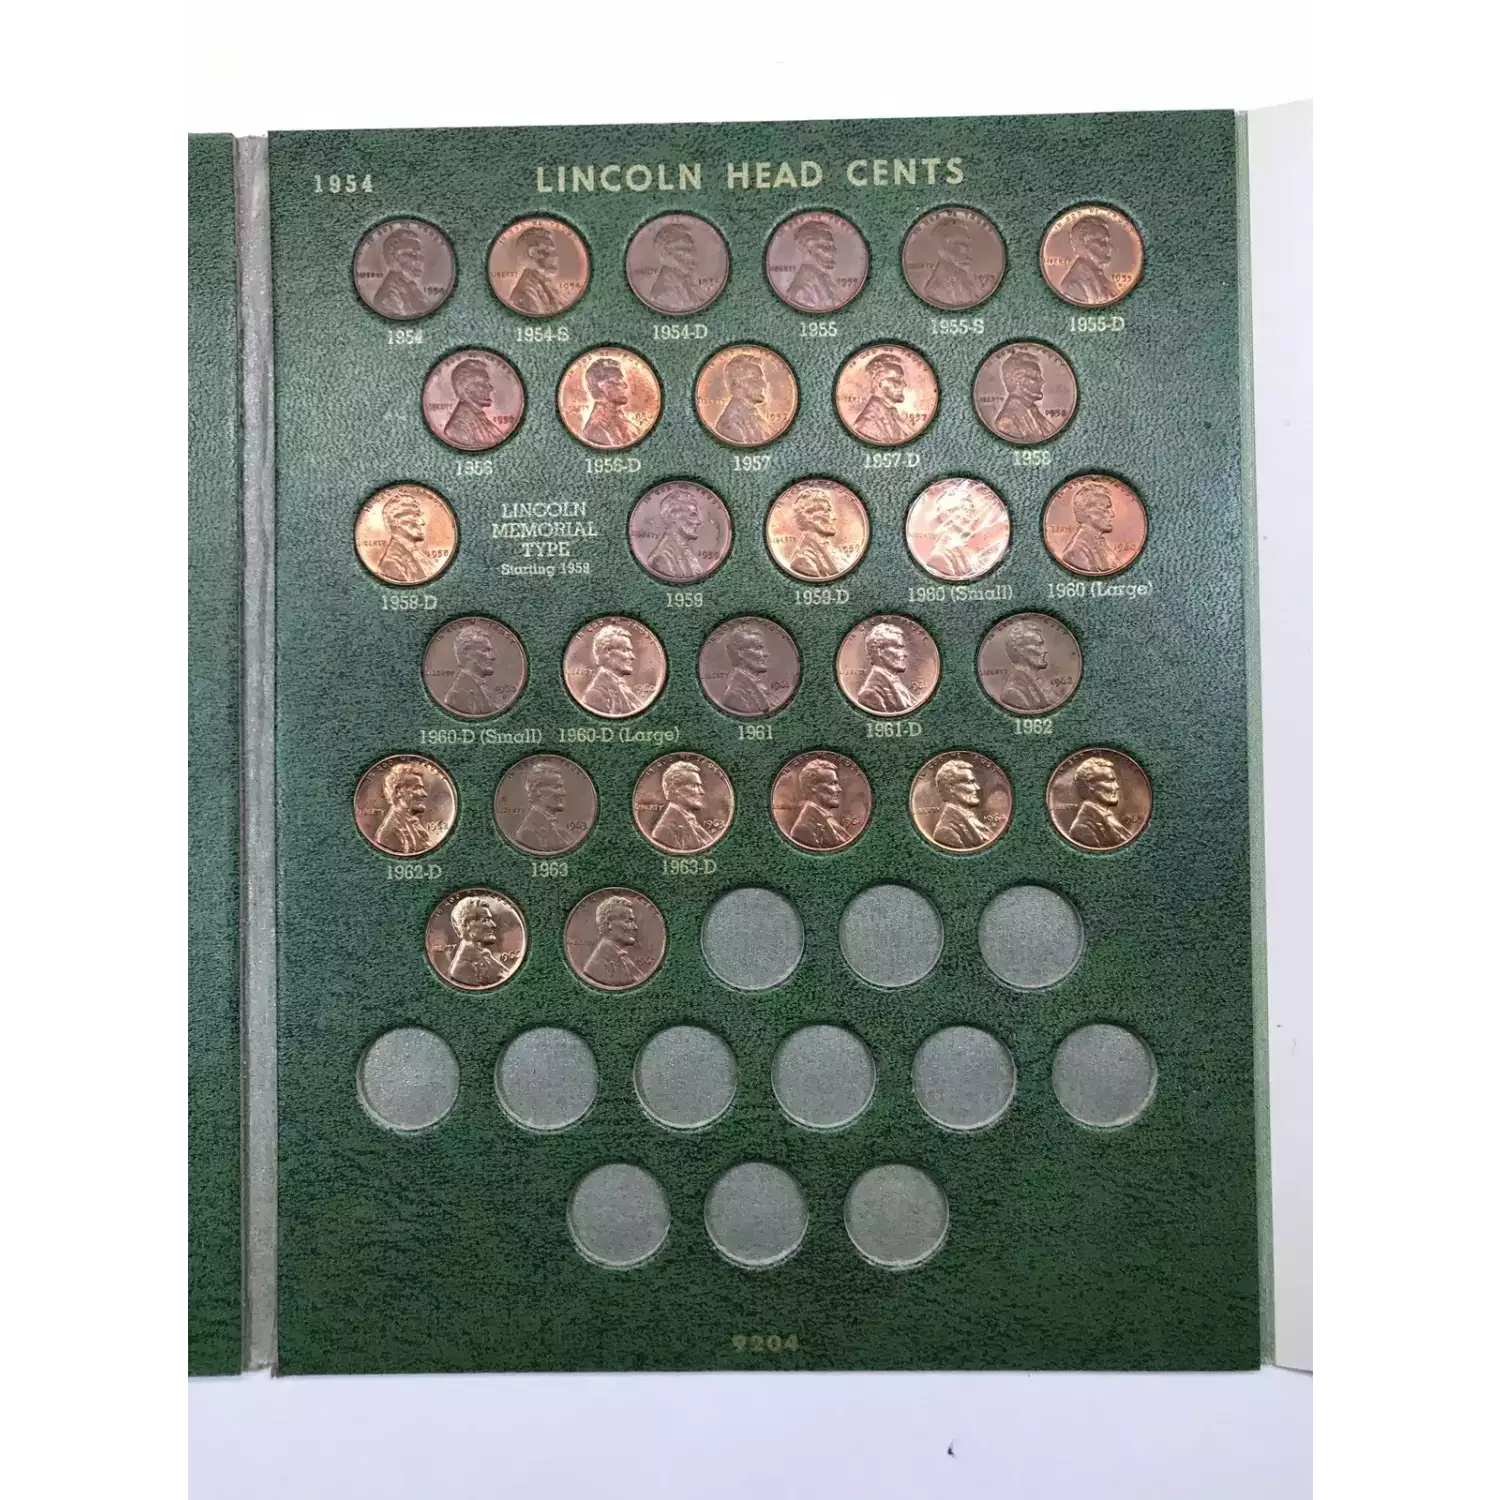 1954 LINCOLN HEAD CENTS
1954 1954-S 1954-D 1955 1955-S 1955-D
1956 1956-D 1957 1957-D 1958
LINCOLN
MEMORIAL
TYPE
Starting 1959
1958-D 1959 1959-D 1960 (Small) 1960 (Large)
1960-D (Small) 1960-D (Large) 1961 1961-D 1962
1962-D 1963 1963-D
9204